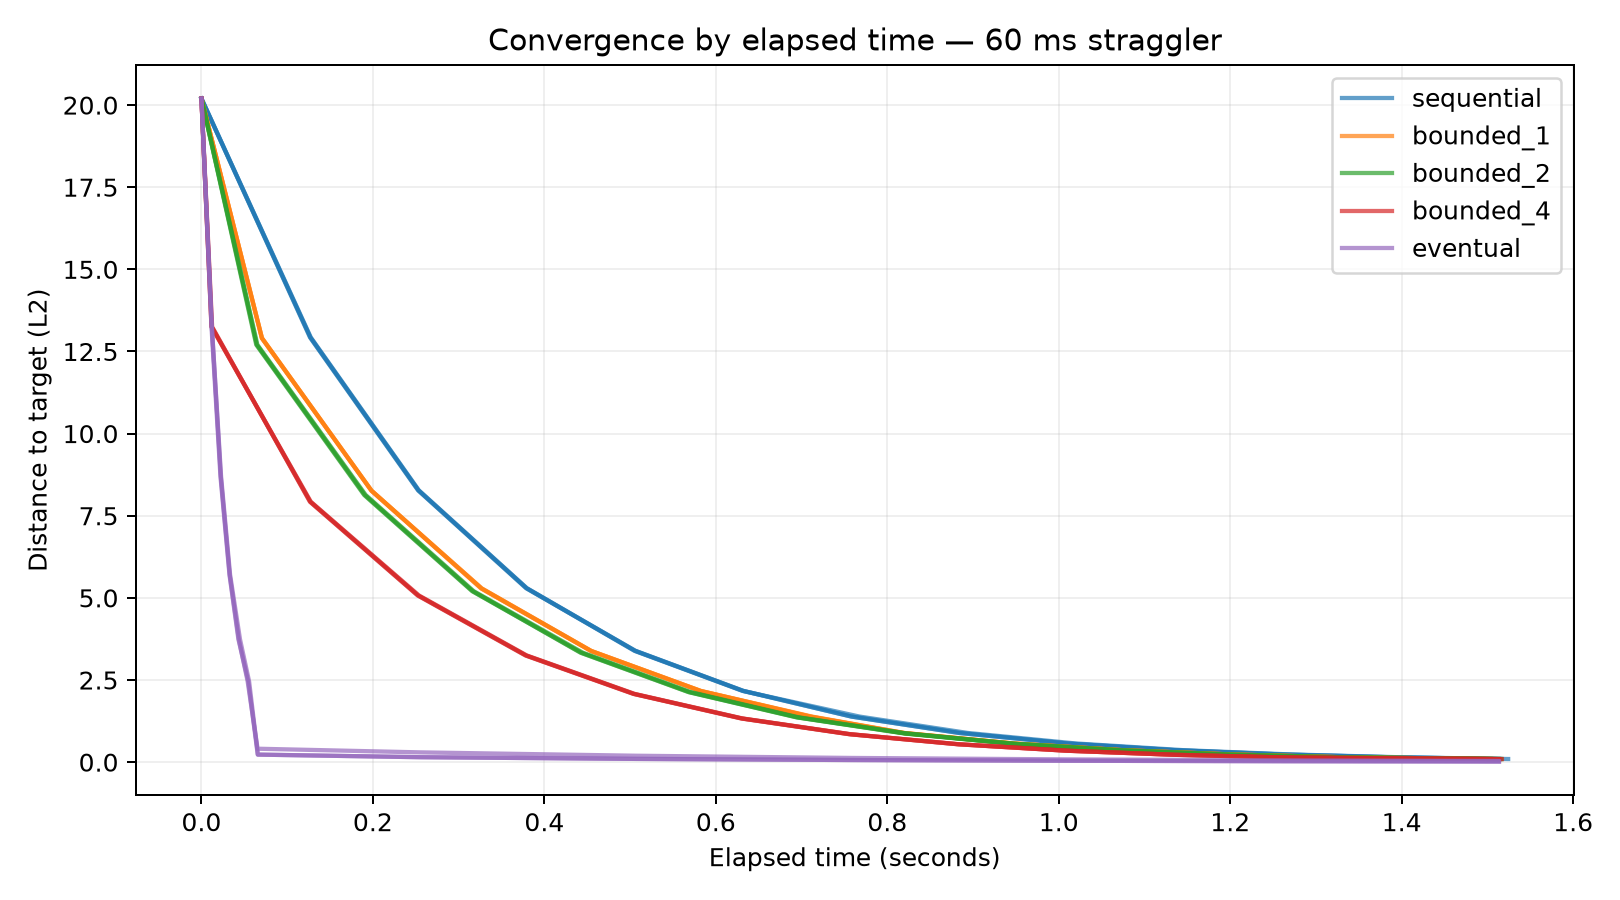 Convergence by elapsed time — 60 ms straggler
sequential
bounded_1
bounded_2
bounded_4
eventual
Distance to target (L2)
20.0
17.5
15.0
12.5
10.0
7.5
5.0
2.5
0.0
0.0 0.2 0.4 0.6 0.8 1.0 1.2 1.4 1.6
Elapsed time (seconds)